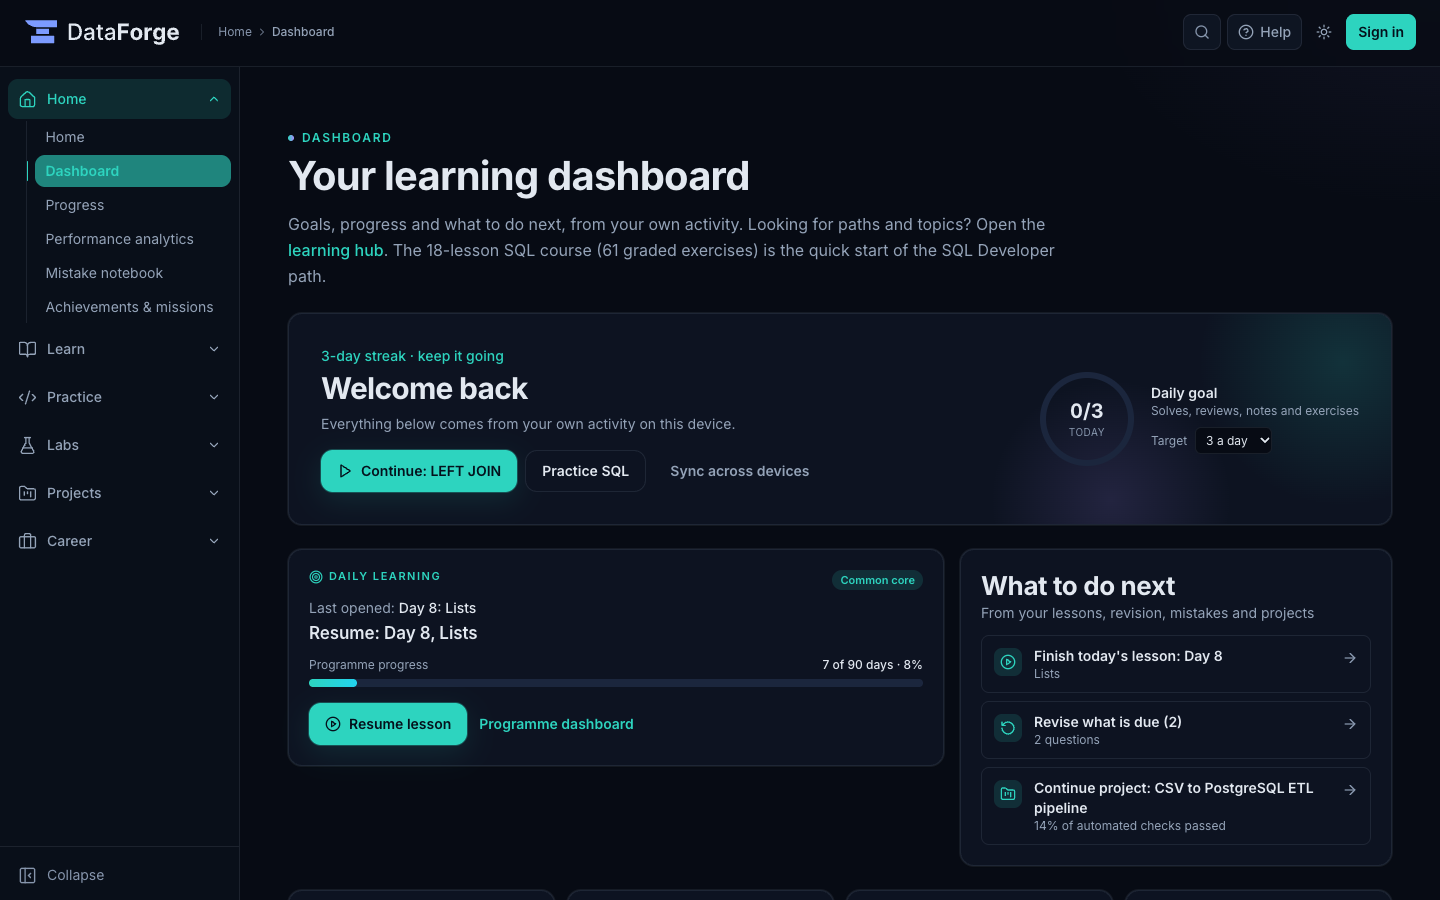 DataForge
Home > Dashboard
Help
Sign in
Home
Home
Dashboard
Progress
Performance analytics
Mistake notebook
Achievements & missions
Learn
Practice
Labs
Projects
Career
Collapse
DASHBOARD
Your learning dashboard
Goals, progress and what to do next, from your own activity. Looking for paths and topics? Open the
learning hub. The 18-lesson SQL course (61 graded exercises) is the quick start of the SQL Developer
path.
3-day streak · keep it going
Welcome back
Everything below comes from your own activity on this device.
Continue: LEFT JOIN
Practice SQL
Sync across devices
0/3
TODAY
Daily goal
Solves, reviews, notes and exercises
Target 3 a day
DAILY LEARNING
Common core
Last opened: Day 8: Lists
Resume: Day 8, Lists
Programme progress
7 of 90 days · 8%
Resume lesson
Programme dashboard
What to do next
From your lessons, revision, mistakes and projects
Finish today's lesson: Day 8
Lists
Revise what is due (2)
2 questions
Continue project: CSV to PostgreSQL ETL
pipeline
14% of automated checks passed